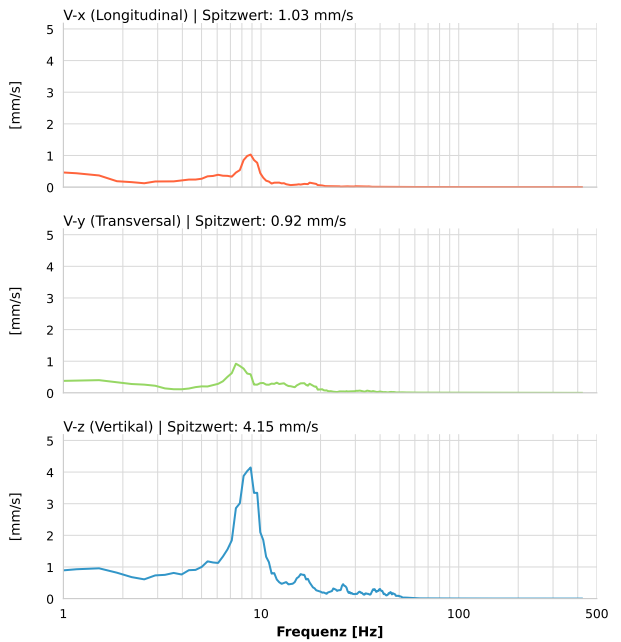 V-x (Longitudinal) | Spitzwert: 1.03 mm/s
5
4
3
2
1
0
[mm/s]
V-y (Transversal) | Spitzwert: 0.92 mm/s
5
4
3
2
1
0
[mm/s]
V-z (Vertikal) | Spitzwert: 4.15 mm/s
5
4
3
2
1
0
[mm/s]
1 10 100 500
Frequenz [Hz]